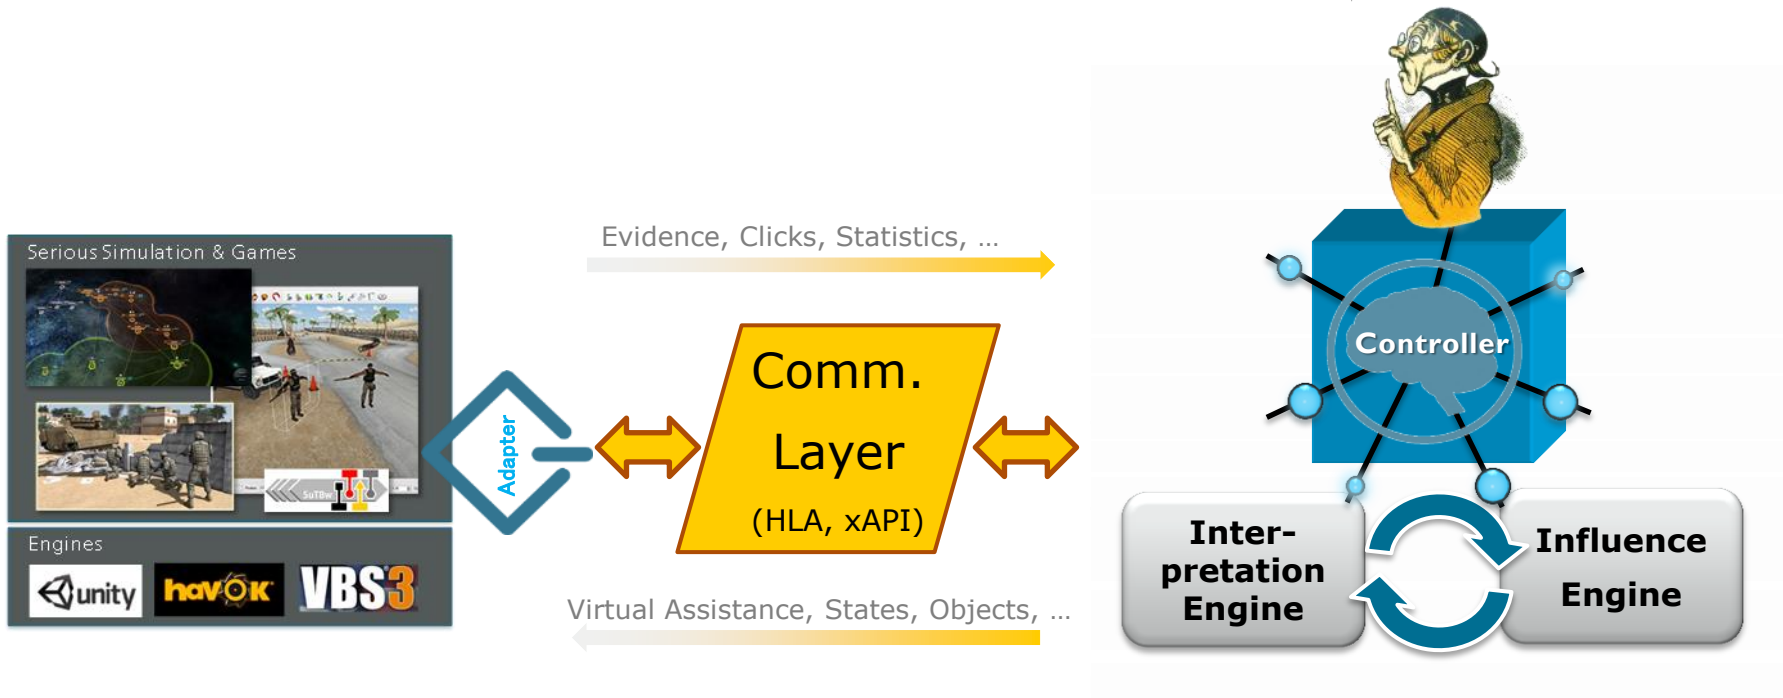 Serious Simulation & Games
SuTBw
Engines
unity
havok
VBS3
Adapter
Evidence, Clicks, Statistics, ...
Comm.
Layer
(HLA, xAPI)
Virtual Assistance, States, Objects, ...
Controller
Inter-
pretation
Engine
Influence
Engine